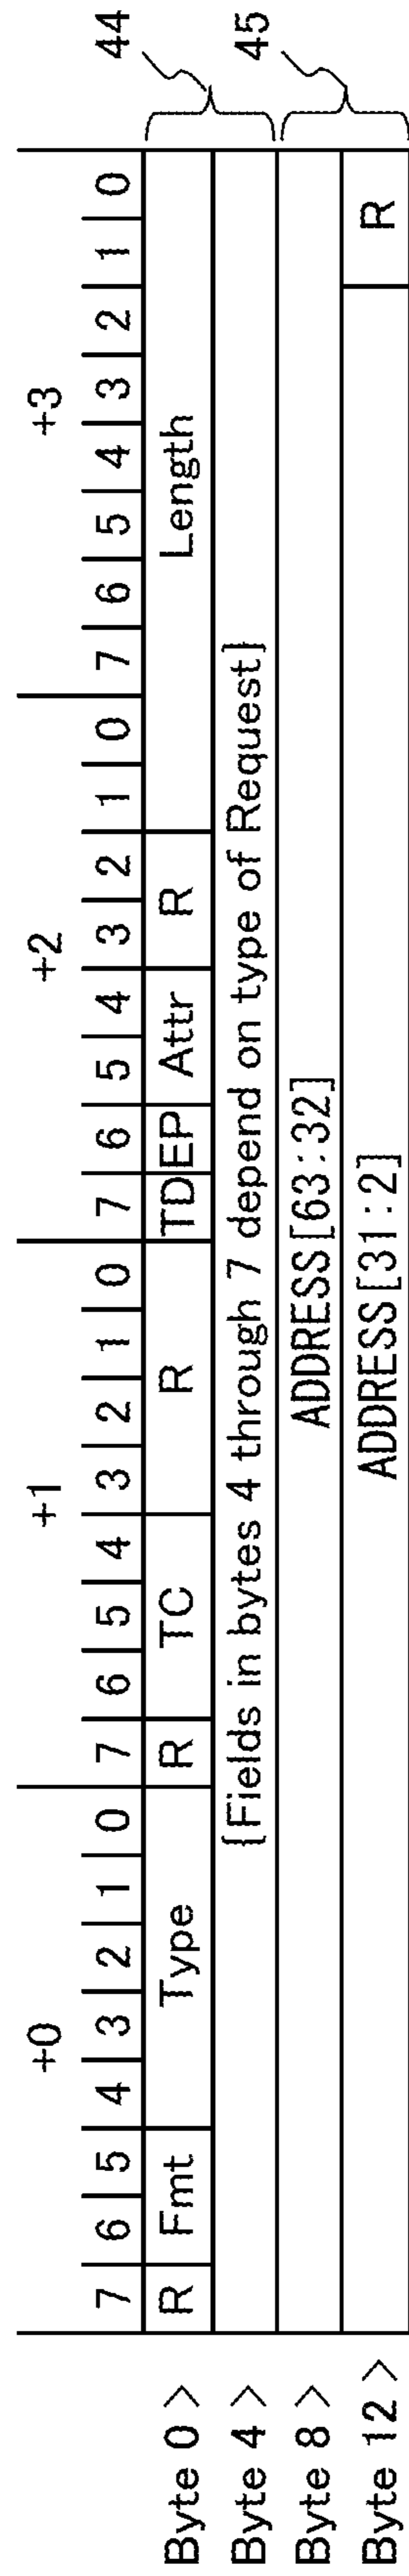 +0 +1 +2 +3
7 6 5 4 3 2 1 0 7 6 5 4 3 2 1 0 7 6 5 4 3 2 1 0 7 6 5 4 3 2 1 0
Byte 0 > R Fmt Type R TC R TD EP Attr R Length 44
Byte 4 > {Fields in bytes 4 through 7 depend on type of Request}
Byte 8 > ADDRESS[63:32] 45
Byte 12 > ADDRESS[31:2] R